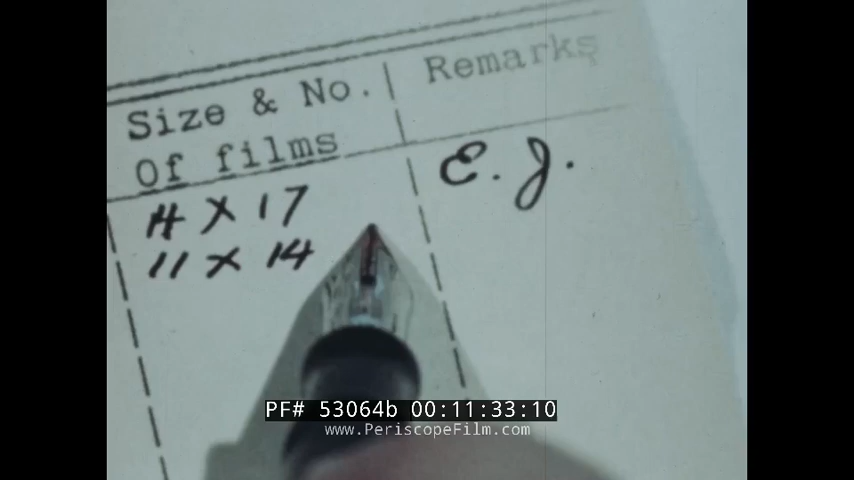 Size & No.
Of films
Remarks
14 X 17
11 X 14
E. J.
PF# 53064b 00:11:33:10
www.PeriscopeFilm.com